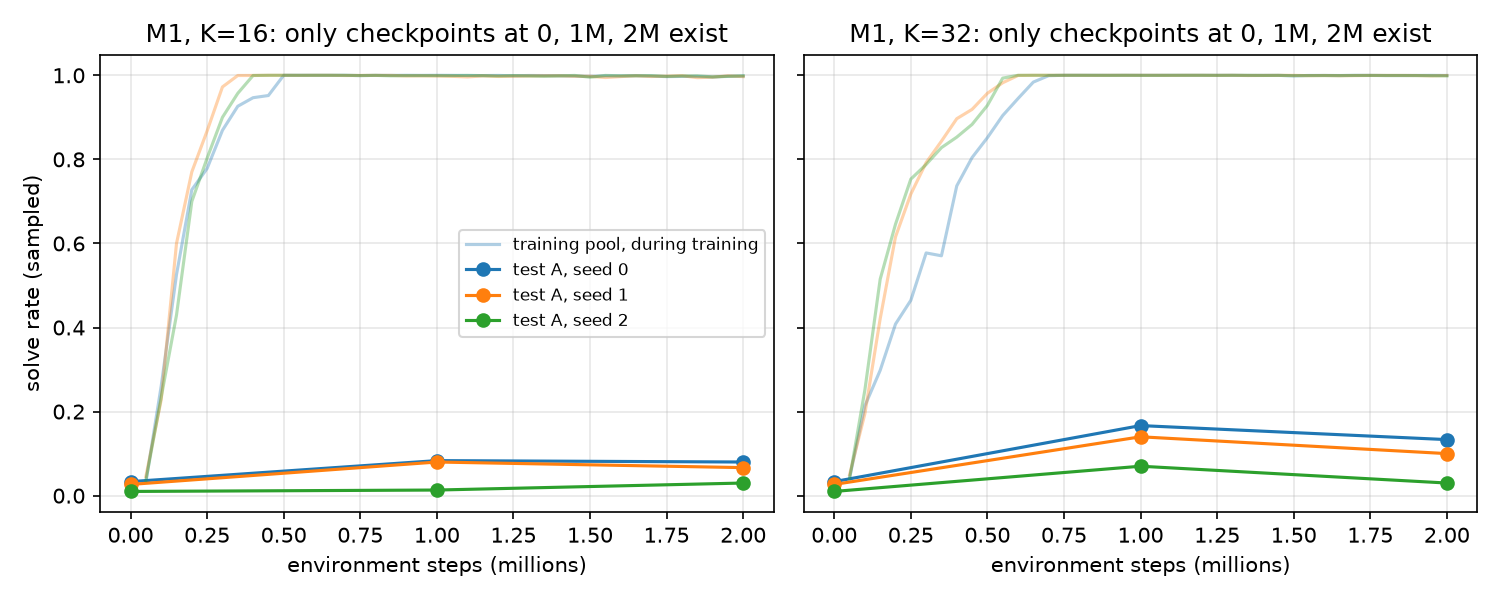 M1, K=16: only checkpoints at 0, 1M, 2M exist
M1, K=32: only checkpoints at 0, 1M, 2M exist
solve rate (sampled)
1.0
0.8
0.6
0.4
0.2
0.0
training pool, during training
test A, seed 0
test A, seed 1
test A, seed 2
0.00 0.25 0.50 0.75 1.00 1.25 1.50 1.75 2.00
0.00 0.25 0.50 0.75 1.00 1.25 1.50 1.75 2.00
environment steps (millions)
environment steps (millions)